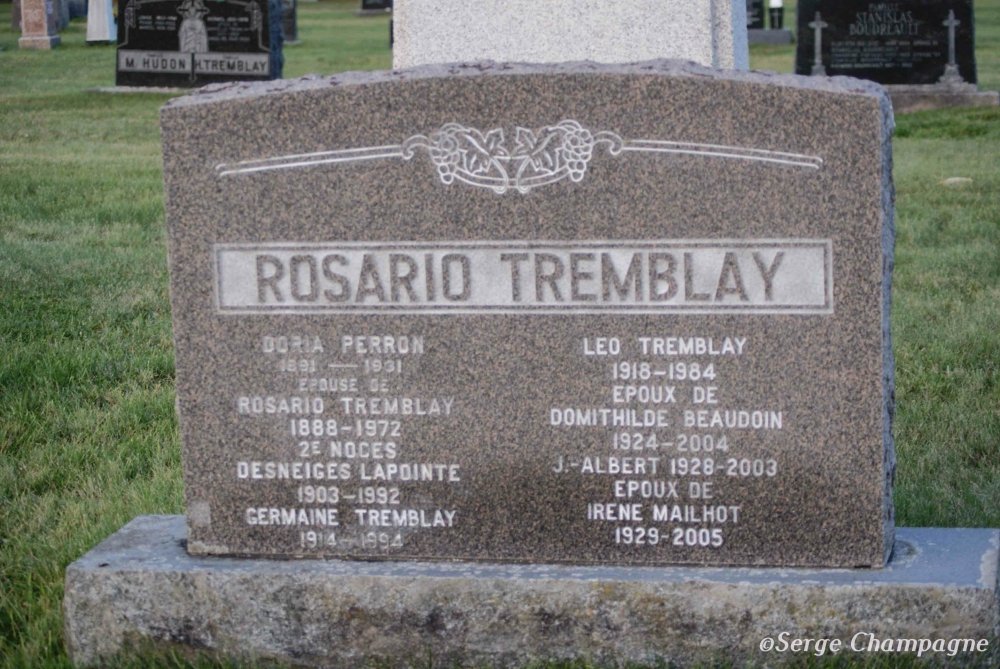 M. HUDON H. TREMBLAY
STANISLAS
BOUDREAULT
ROSARIO TREMBLAY
DORIA PERRON
1891 — 1931
EPOUSE DE
ROSARIO TREMBLAY
1888 - 1972
2E NOCES
DESNEIGES LAPOINTE
1903 - 1992
GERMAINE TREMBLAY
1914 - 1994
LEO TREMBLAY
1918 - 1984
EPOUX DE
DOMITHILDE BEAUDOIN
1924 - 2004
J.-ALBERT 1928-2003
EPOUX DE
IRENE MAILHOT
1929 - 2005
©Serge Champagne